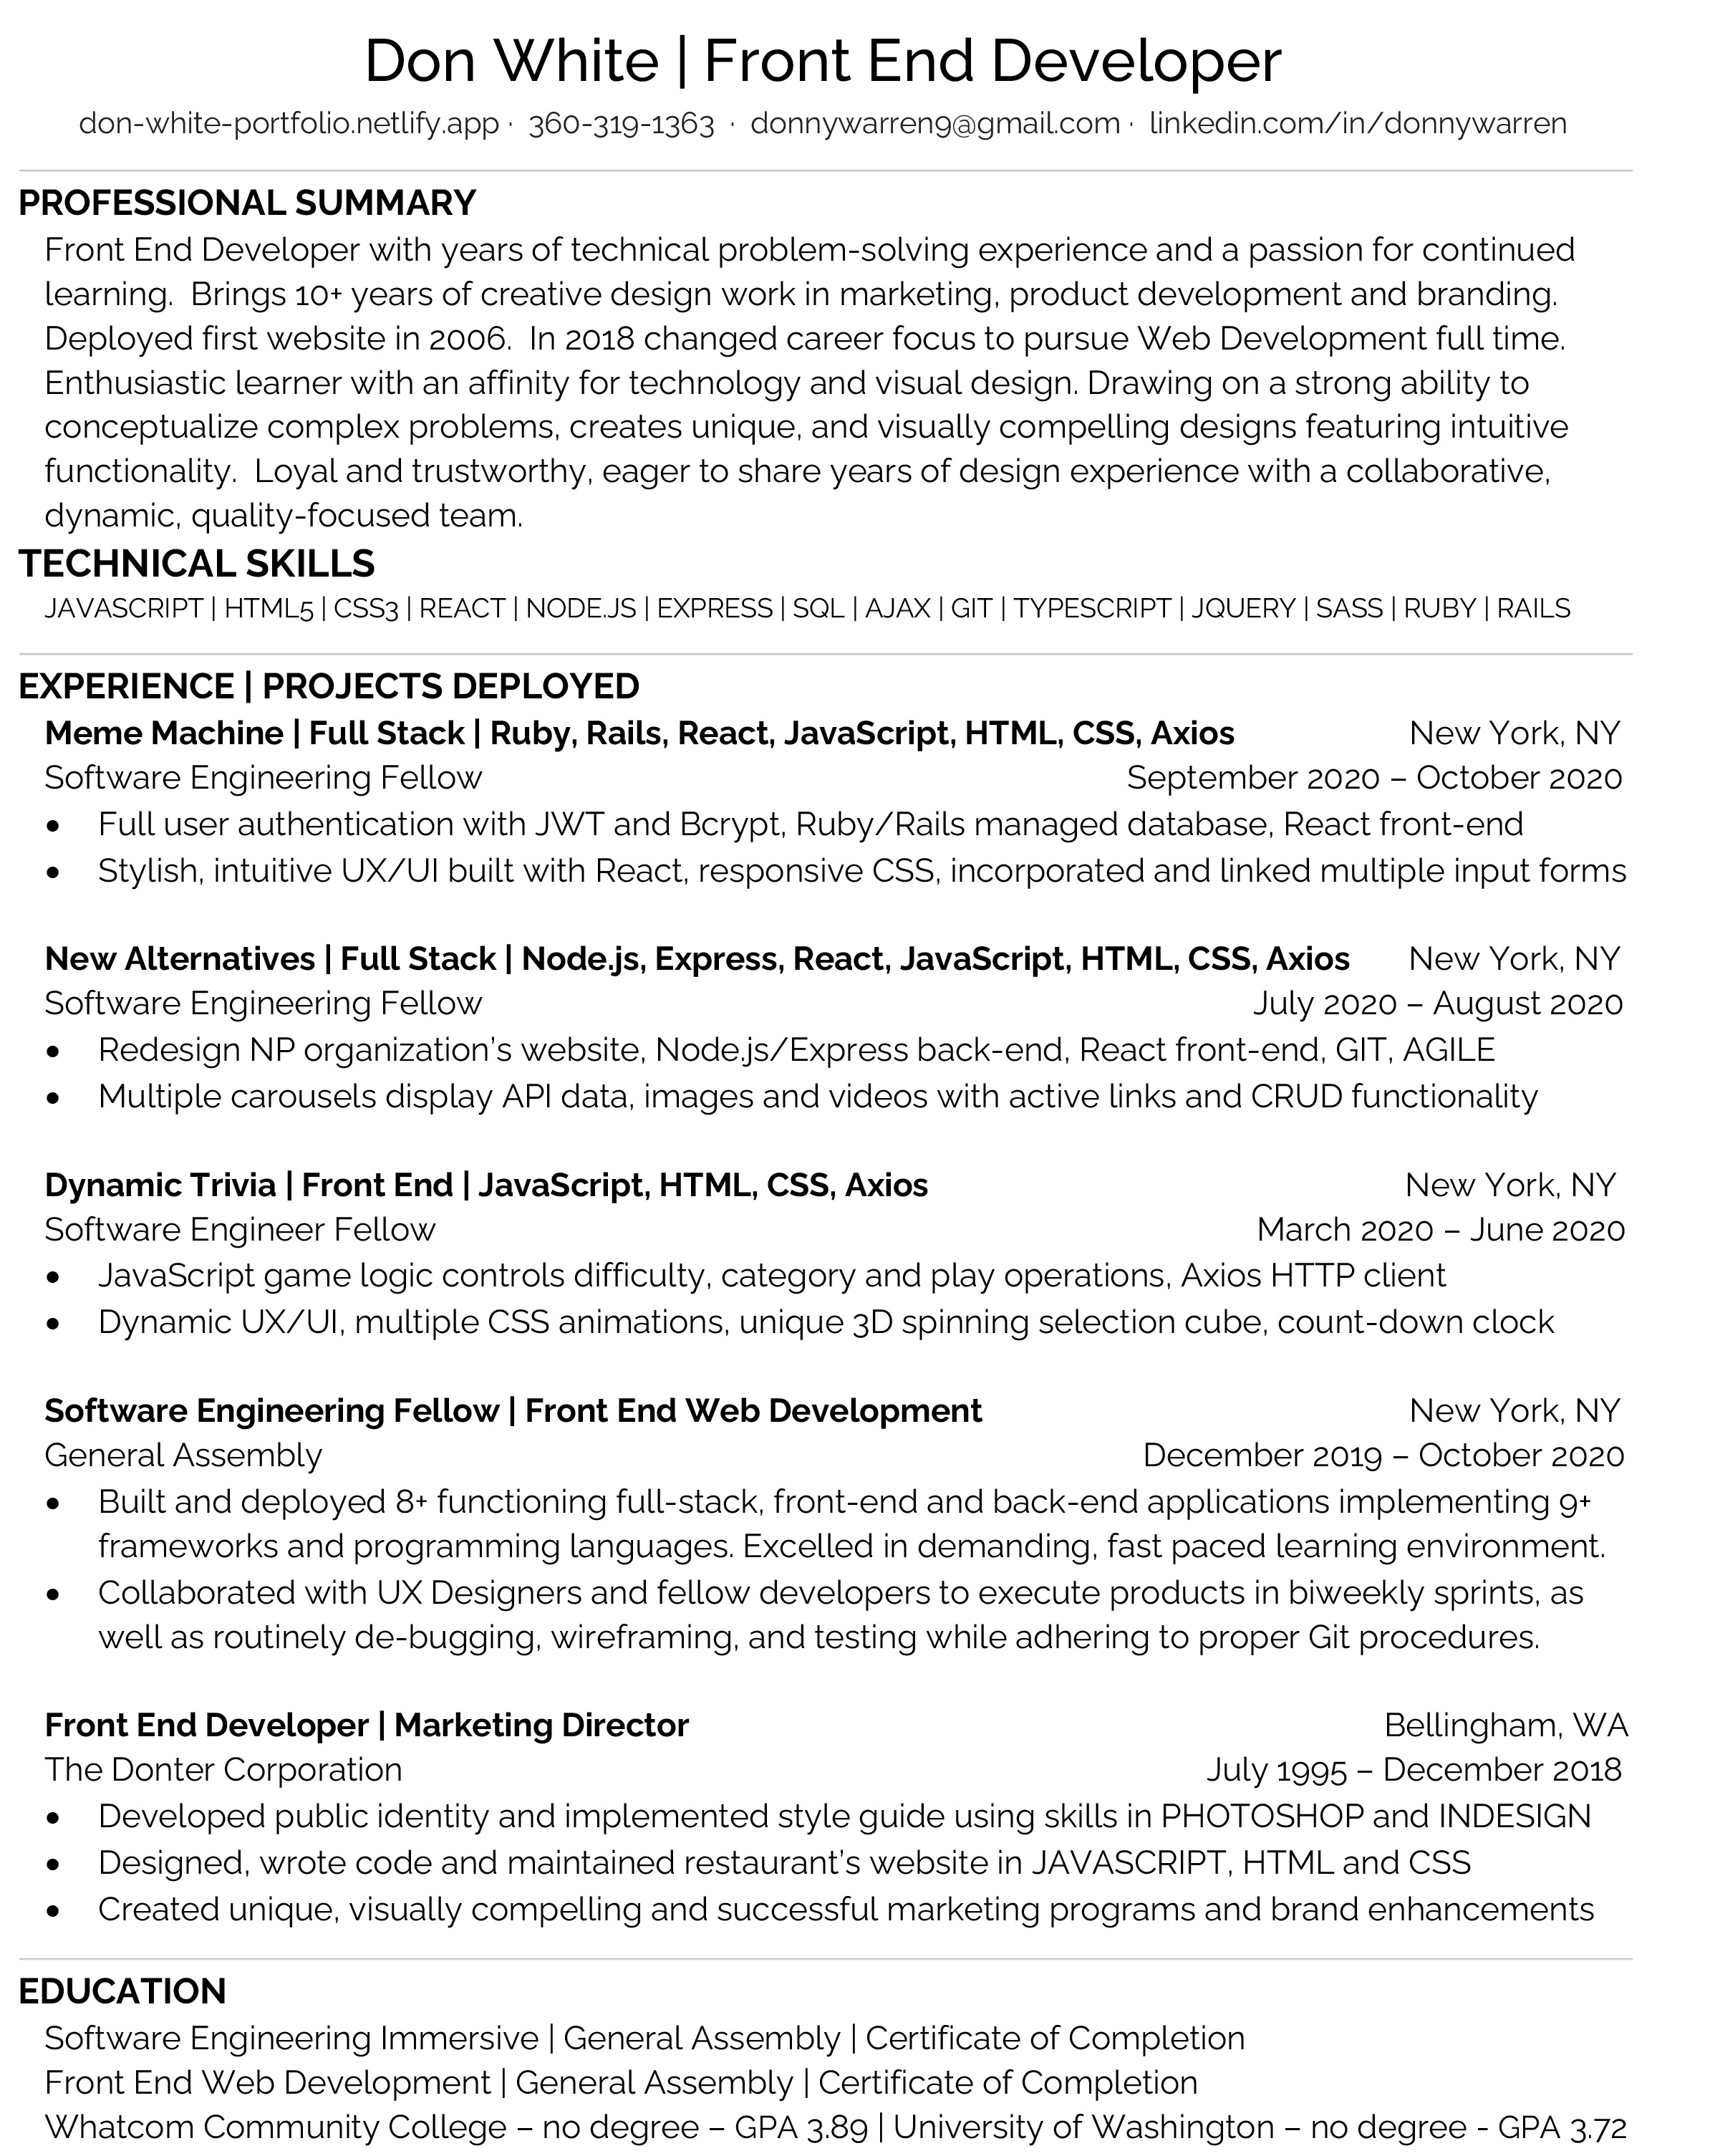 Don White | Front End Developer
don-white-portfolio.netlify.app · 360-319-1363 · donnywarren9@gmail.com · linkedin.com/in/donnywarren
PROFESSIONAL SUMMARY
Front End Developer with years of technical problem-solving experience and a passion for continued
learning.  Brings 10+ years of creative design work in marketing, product development and branding.
Deployed first website in 2006.  In 2018 changed career focus to pursue Web Development full time.
Enthusiastic learner with an affinity for technology and visual design. Drawing on a strong ability to
conceptualize complex problems, creates unique, and visually compelling designs featuring intuitive
functionality.  Loyal and trustworthy, eager to share years of design experience with a collaborative,
dynamic, quality-focused team.
TECHNICAL SKILLS
JAVASCRIPT | HTML5 | CSS3 | REACT | NODE.JS | EXPRESS | SQL | AJAX | GIT | TYPESCRIPT | JQUERY | SASS | RUBY | RAILS
EXPERIENCE | PROJECTS DEPLOYED
Meme Machine | Full Stack | Ruby, Rails, React, JavaScript, HTML, CSS, Axios New York, NY
Software Engineering Fellow September 2020 – October 2020
• Full user authentication with JWT and Bcrypt, Ruby/Rails managed database, React front-end
• Stylish, intuitive UX/UI built with React, responsive CSS, incorporated and linked multiple input forms
New Alternatives | Full Stack | Node.js, Express, React, JavaScript, HTML, CSS, Axios New York, NY
Software Engineering Fellow July 2020 – August 2020
• Redesign NP organization’s website, Node.js/Express back-end, React front-end, GIT, AGILE
• Multiple carousels display API data, images and videos with active links and CRUD functionality
Dynamic Trivia | Front End | JavaScript, HTML, CSS, Axios New York, NY
Software Engineer Fellow March 2020 – June 2020
• JavaScript game logic controls difficulty, category and play operations, Axios HTTP client
• Dynamic UX/UI, multiple CSS animations, unique 3D spinning selection cube, count-down clock
Software Engineering Fellow | Front End Web Development New York, NY
General Assembly December 2019 – October 2020
• Built and deployed 8+ functioning full-stack, front-end and back-end applications implementing 9+
frameworks and programming languages. Excelled in demanding, fast paced learning environment.
• Collaborated with UX Designers and fellow developers to execute products in biweekly sprints, as
well as routinely de-bugging, wireframing, and testing while adhering to proper Git procedures.
Front End Developer | Marketing Director Bellingham, WA
The Donter Corporation July 1995 – December 2018
• Developed public identity and implemented style guide using skills in PHOTOSHOP and INDESIGN
• Designed, wrote code and maintained restaurant’s website in JAVASCRIPT, HTML and CSS
• Created unique, visually compelling and successful marketing programs and brand enhancements
EDUCATION
Software Engineering Immersive | General Assembly | Certificate of Completion
Front End Web Development | General Assembly | Certificate of Completion
Whatcom Community College – no degree – GPA 3.89 | University of Washington – no degree - GPA 3.72